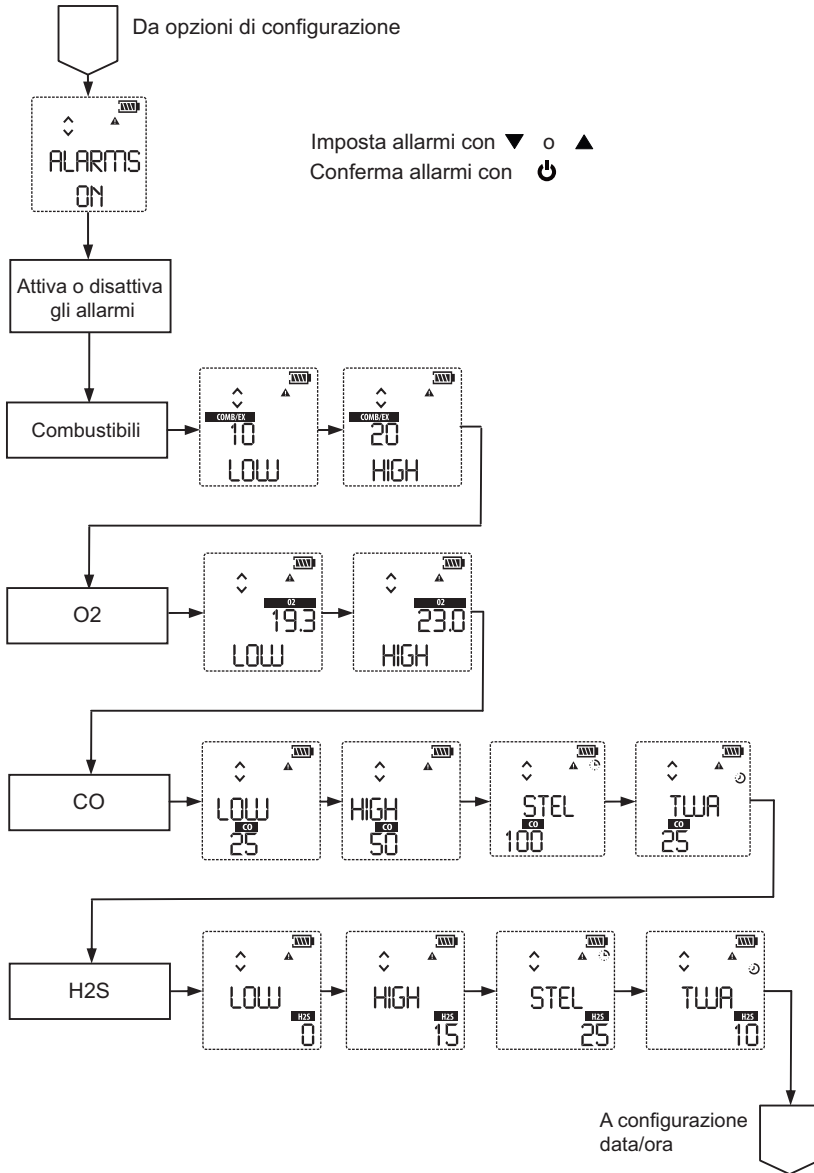 Da opzioni di configurazione
ALARMS
ON
Imposta allarmi con ▼ o ▲
Conferma allarmi con
Attiva o disattiva
gli allarmi
Combustibili
COMB/EX
10
LOW
COMB/EX
20
HIGH
O2
O2
19.3
LOW
O2
23.0
HIGH
CO
LOW
CO
25
HIGH
CO
50
STEL
CO
100
TWA
CO
25
H2S
LOW
H2S
0
HIGH
H2S
15
STEL
H2S
25
TWA
H2S
10
A configurazione
data/ora